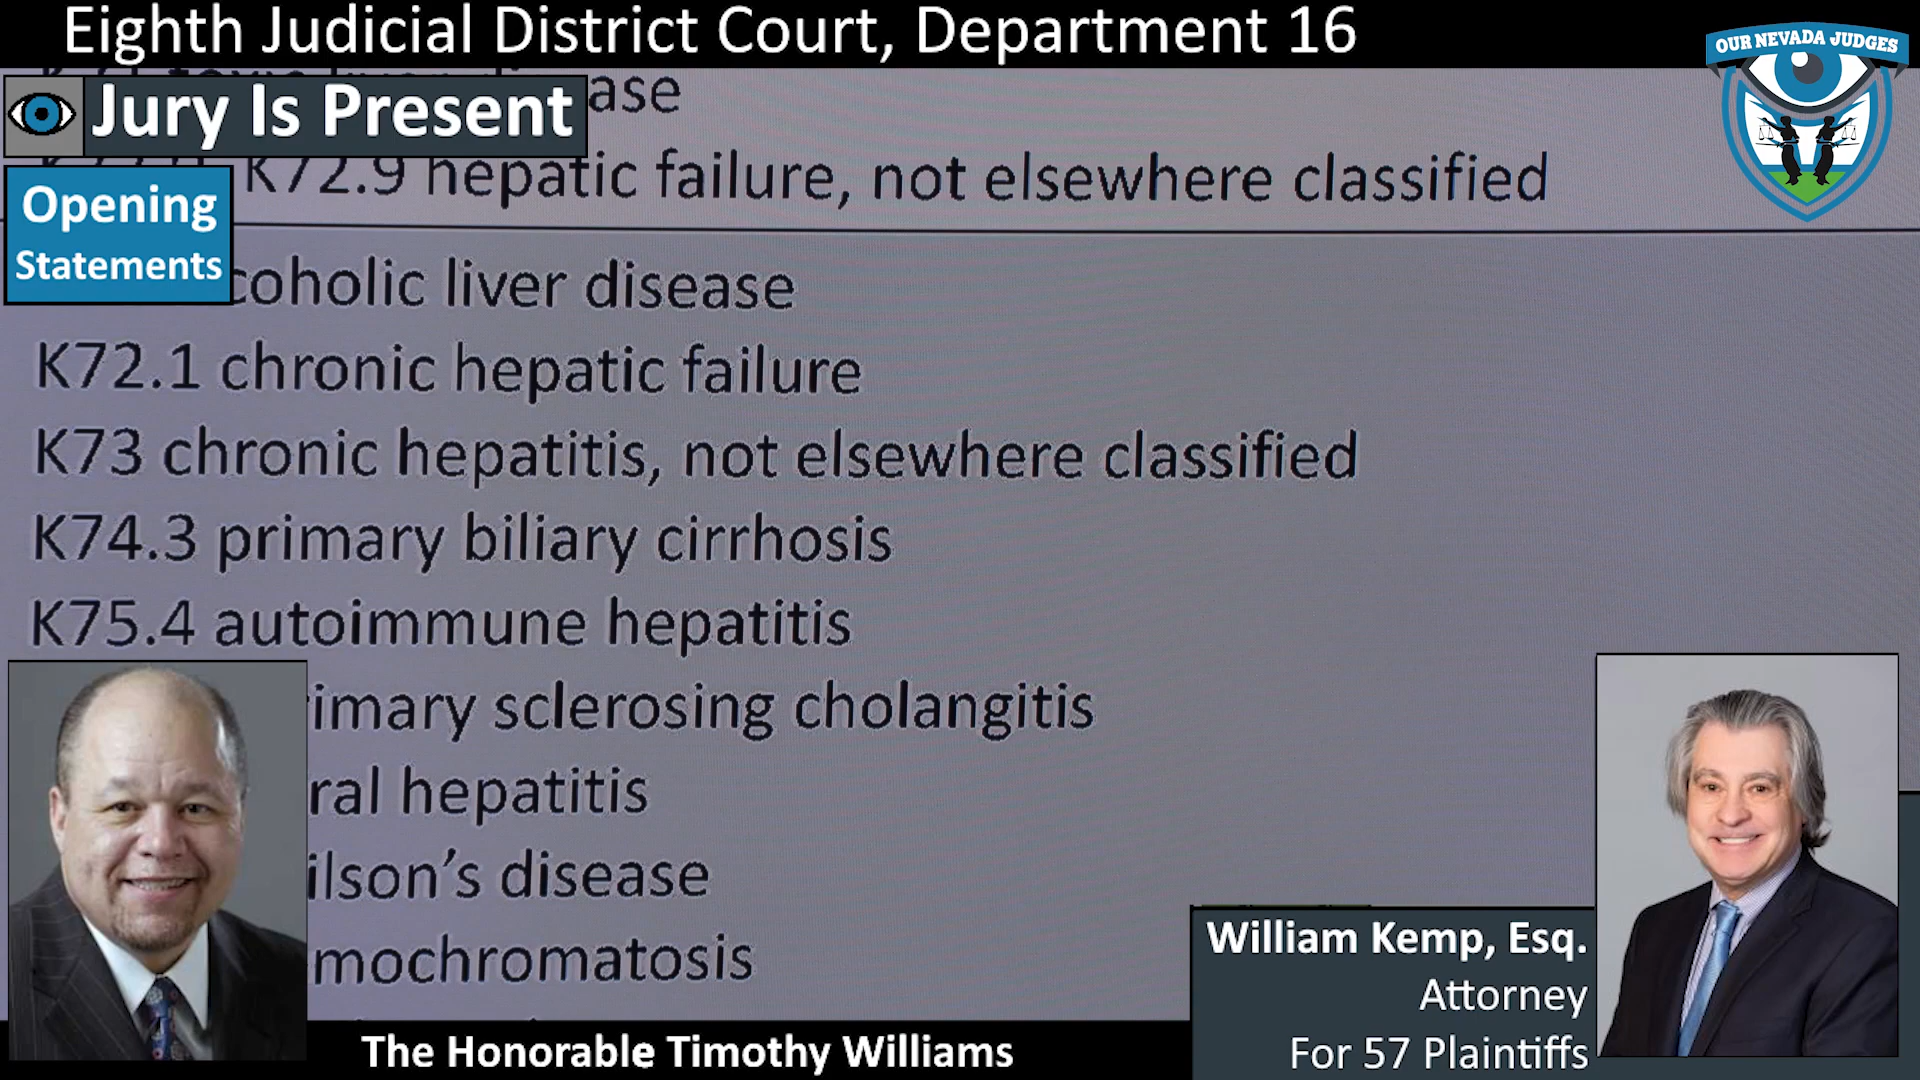 Eighth Judicial District Court, Department 16
OUR NEVADA JUDGES
Jury Is Present
ase
K72.9 hepatic failure, not elsewhere classified
Opening
Statements
coholic liver disease
K72.1 chronic hepatic failure
K73 chronic hepatitis, not elsewhere classified
K74.3 primary biliary cirrhosis
K75.4 autoimmune hepatitis
imary sclerosing cholangitis
ral hepatitis
ilson's disease
mochromatosis
William Kemp, Esq.
Attorney
For 57 Plaintiffs
The Honorable Timothy Williams